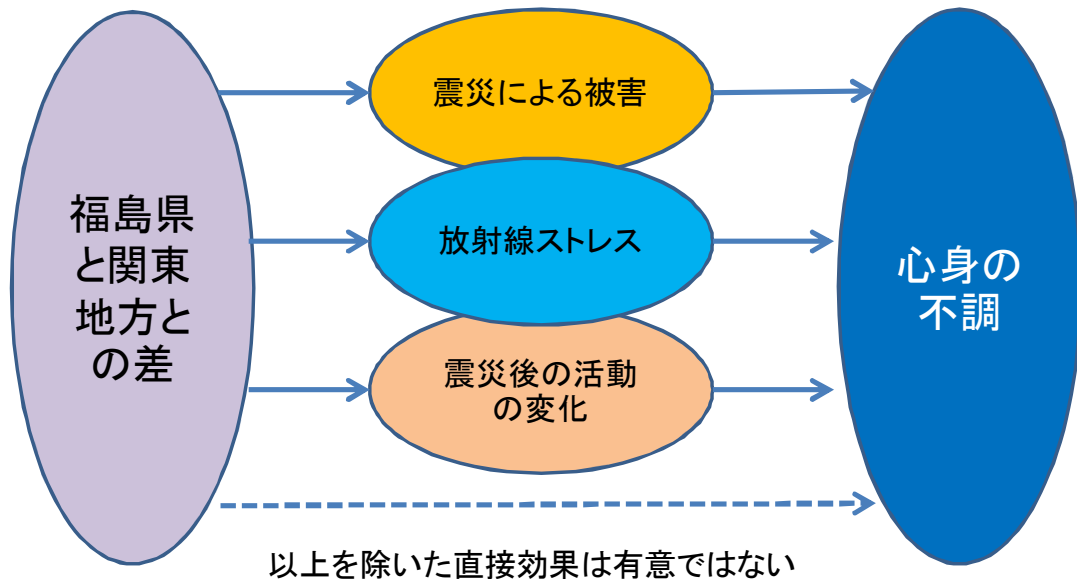 福島県
と関東
地方と
の差
震災による被害
放射線ストレス
震災後の活動
の変化
心身の
不調
以上を除いた直接効果は有意ではない